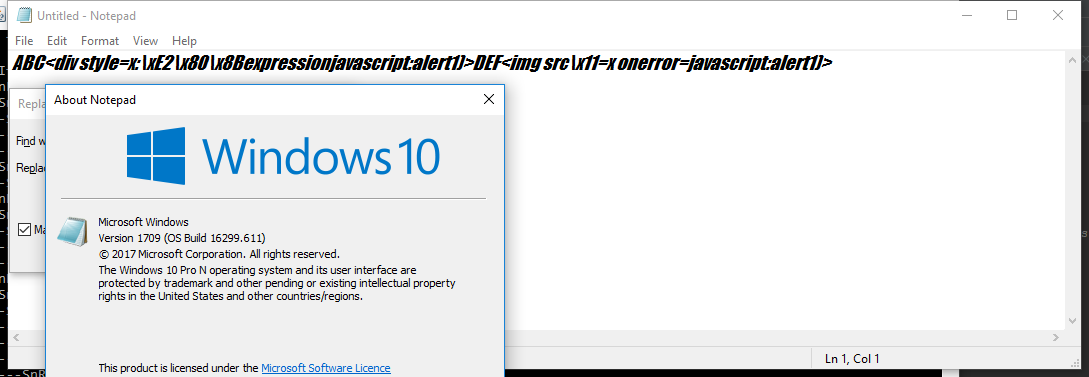 Untitled - Notepad
File Edit Format View Help
ABC<div style=x:\xE2\x80\x8Bexpressionjavascript:alert1)>DEF<img src\x11=x onerror=javascript:alert1)>
About Notepad
Find
Windows 10
Microsoft Windows
Version 1709 (OS Build 16299.611)
© 2017 Microsoft Corporation. All rights reserved.
The Windows 10 Pro N operating system and its user interface are
protected by trademark and other pending or existing intellectual property
rights in the United States and other countries/regions.
This product is licensed under the Microsoft Software Licence
Ln 1, Col 1